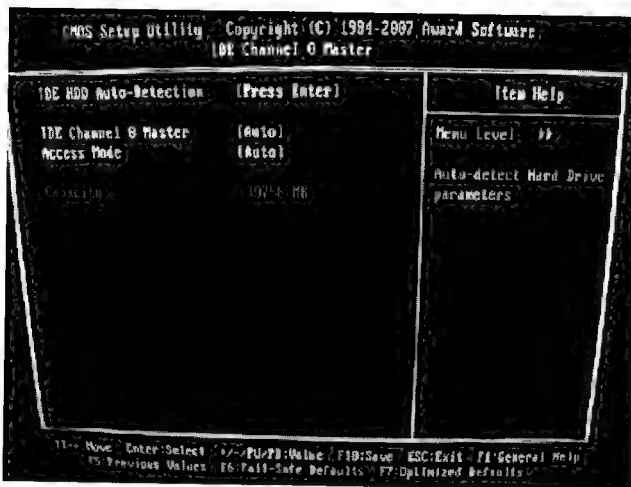 CMOS Setup Utility Copyright (C) 1984-2007 Award Software
IDE Channel 0 Master
IDE HDD Auto-Detection [Press Enter]
Item Help
IDE Channel 0 Master [Auto]
Access Mode [Auto]
Menu Level
Capacity MB
Auto-detect Hard Drive
parameters
Move Enter:Select +/-/PU/PD:Value F10:Save ESC:Exit F1:General Help
F5:Previous Values F6:Fail-Safe Defaults F7:Optimized Defaults